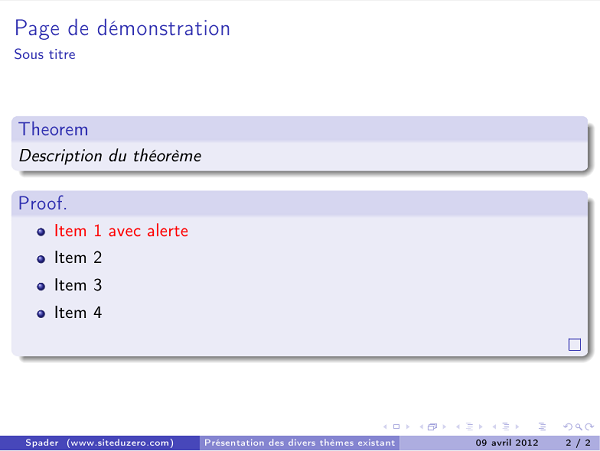 Page de démonstration
Sous titre
Theorem
Description du théorème
Proof.
Item 1 avec alerte
Item 2
Item 3
Item 4
Spader (www.siteduzero.com) Présentation des divers thèmes existant 09 avril 2012 2 / 2